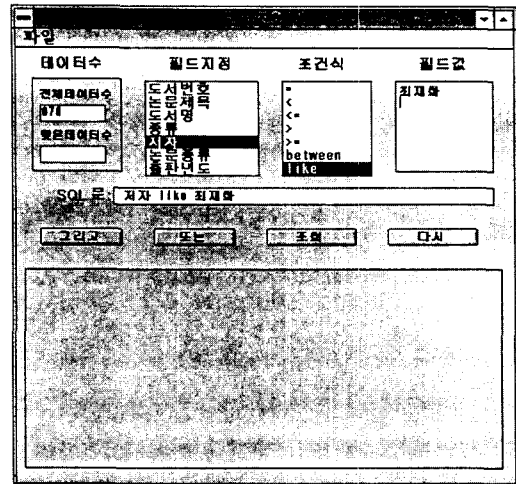 파일
데이터수 필드지정 조건식 필드값
전체데이터수
678
맞은데이터수
도서번호
논문제목
도서명
종류
저자
논문종류
출판년도
=
<
<=
>
>=
between
like
최재화
SQL 문: 저자 like 최재화
그리고 또는 조회 다시